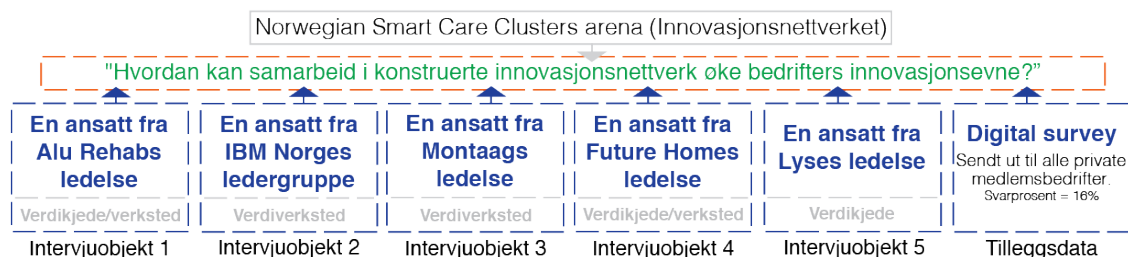 Norwegian Smart Care Clusters arena (Innovasjonsnettverket)
"Hvordan kan samarbeid i konstruerte innovasjonsnettverk øke bedrifters innovasjonsevne?”
En ansatt fra
Alu Rehabs
ledelse
Verdikjede/verksted
Intervjuobjekt 1
En ansatt fra
IBM Norges
ledergruppe
Verdiverksted
Intervjuobjekt 2
En ansatt fra
Montaags
ledelse
Verdiverksted
Intervjuobjekt 3
En ansatt fra
Future Homes
ledelse
Verdikjede/verksted
Intervjuobjekt 4
En ansatt fra
Lyses ledelse
Verdikjede
Intervjuobjekt 5
Digital survey
Sendt ut til alle private
medlemsbedrifter.
Svarprosent = 16%
Tilleggsdata